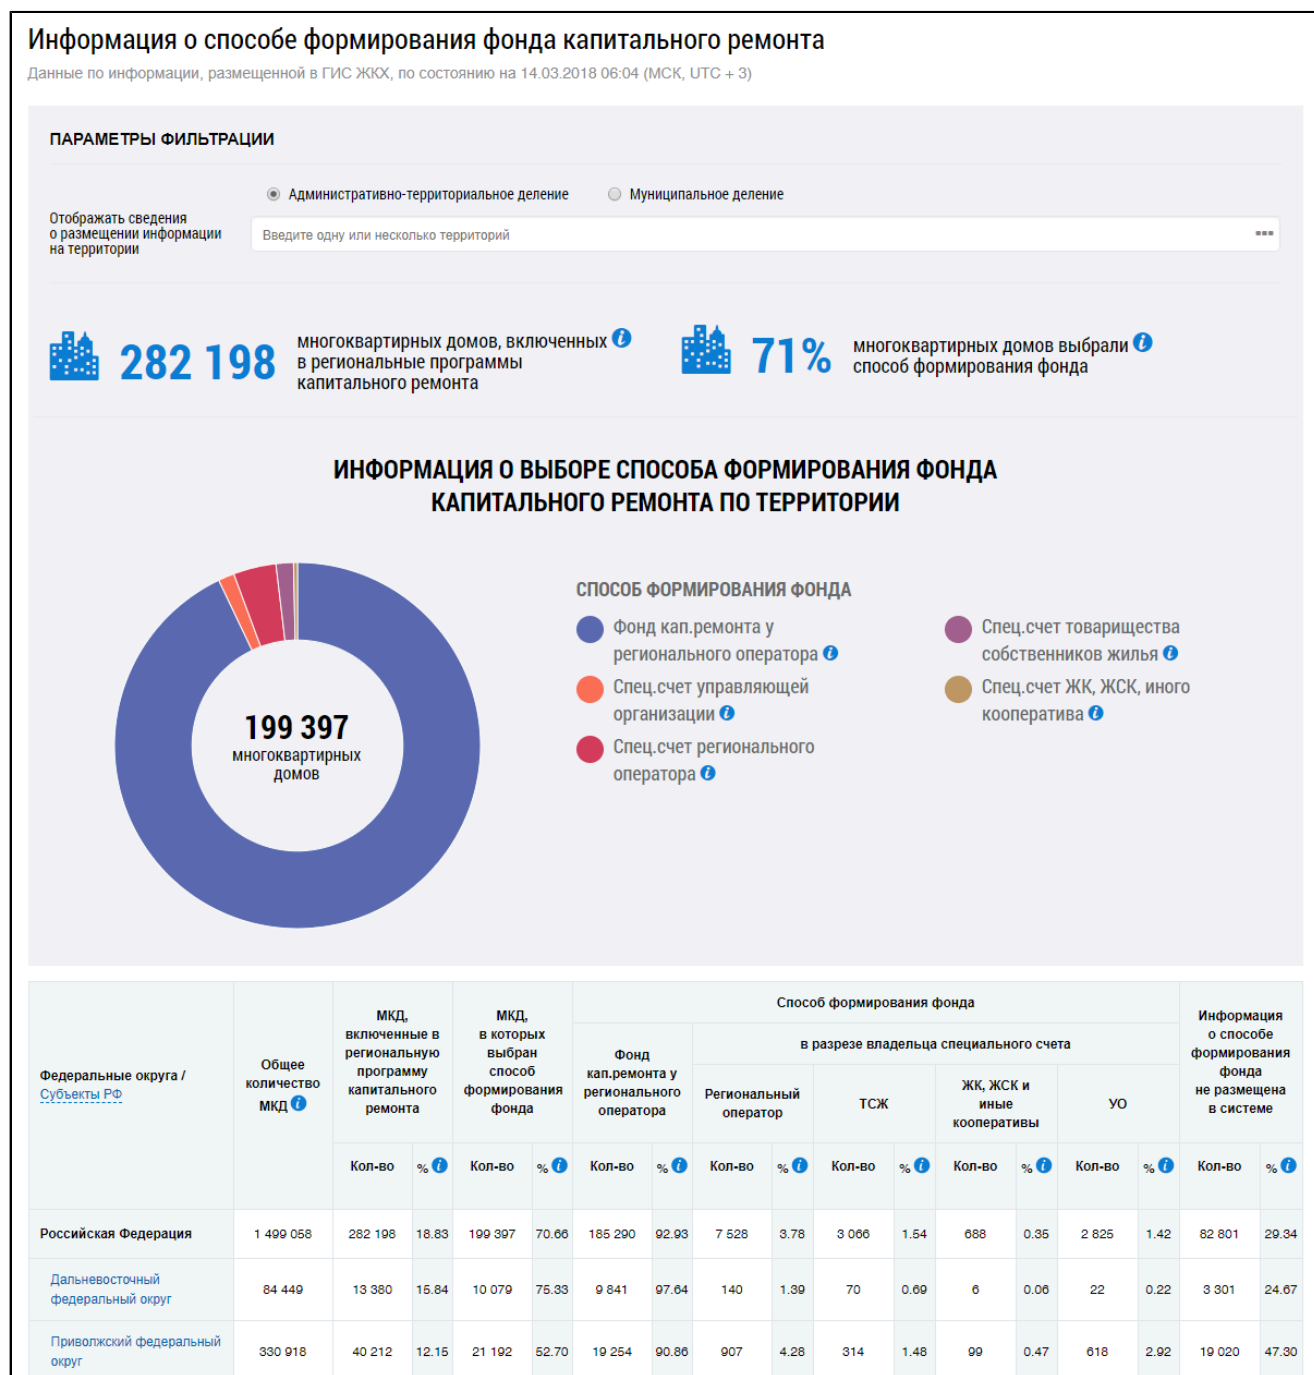 Информация о способе формирования фонда капитального ремонта
Данные по информации, размещенной в ГИС ЖКХ, по состоянию на 14.03.2018 06:04 (МСК, UTC + 3)
ПАРАМЕТРЫ ФИЛЬТРАЦИИ
Административно-территориальное деление
Муниципальное деление
Отображать сведения
о размещении информации
на территории
Введите одну или несколько территорий
282 198
многоквартирных домов, включенных
в региональные программы
капитального ремонта
71%
многоквартирных домов выбрали
способ формирования фонда
ИНФОРМАЦИЯ О ВЫБОРЕ СПОСОБА ФОРМИРОВАНИЯ ФОНДА
КАПИТАЛЬНОГО РЕМОНТА ПО ТЕРРИТОРИИ
199 397
многоквартирных
домов
СПОСОБ ФОРМИРОВАНИЯ ФОНДА
Фонд кап.ремонта у
регионального оператора
Спец.счет управляющей
организации
Спец.счет регионального
оператора
Спец.счет товарищества
собственников жилья
Спец.счет ЖК, ЖСК, иного
кооператива
Федеральные округа /
Субъекты РФ
Общее
количество
МКД
МКД,
включенные в
региональную
программу
капитального
ремонта
МКД,
в которых
выбран
способ
формирования
фонда
Способ формирования фонда
Фонд
кап.ремонта у
регионального
оператора
в разрезе владельца специального счета
Региональный
оператор
ТСЖ
ЖК, ЖСК и
иные
кооперативы
УО
Информация
о способе
формирования
фонда
не размещена
в системе
Кол-во % Кол-во % Кол-во % Кол-во % Кол-во % Кол-во % Кол-во % Кол-во %
Российская Федерация 1 499 058 282 198 18.83 199 397 70.66 185 290 92.93 7 528 3.78 3 066 1.54 688 0.35 2 825 1.42 82 801 29.34
Дальневосточный
федеральный округ 84 449 13 380 15.84 10 079 75.33 9 841 97.64 140 1.39 70 0.69 6 0.06 22 0.22 3 301 24.67
Приволжский федеральный
округ 330 918 40 212 12.15 21 192 52.70 19 254 90.86 907 4.28 314 1.48 99 0.47 618 2.92 19 020 47.30